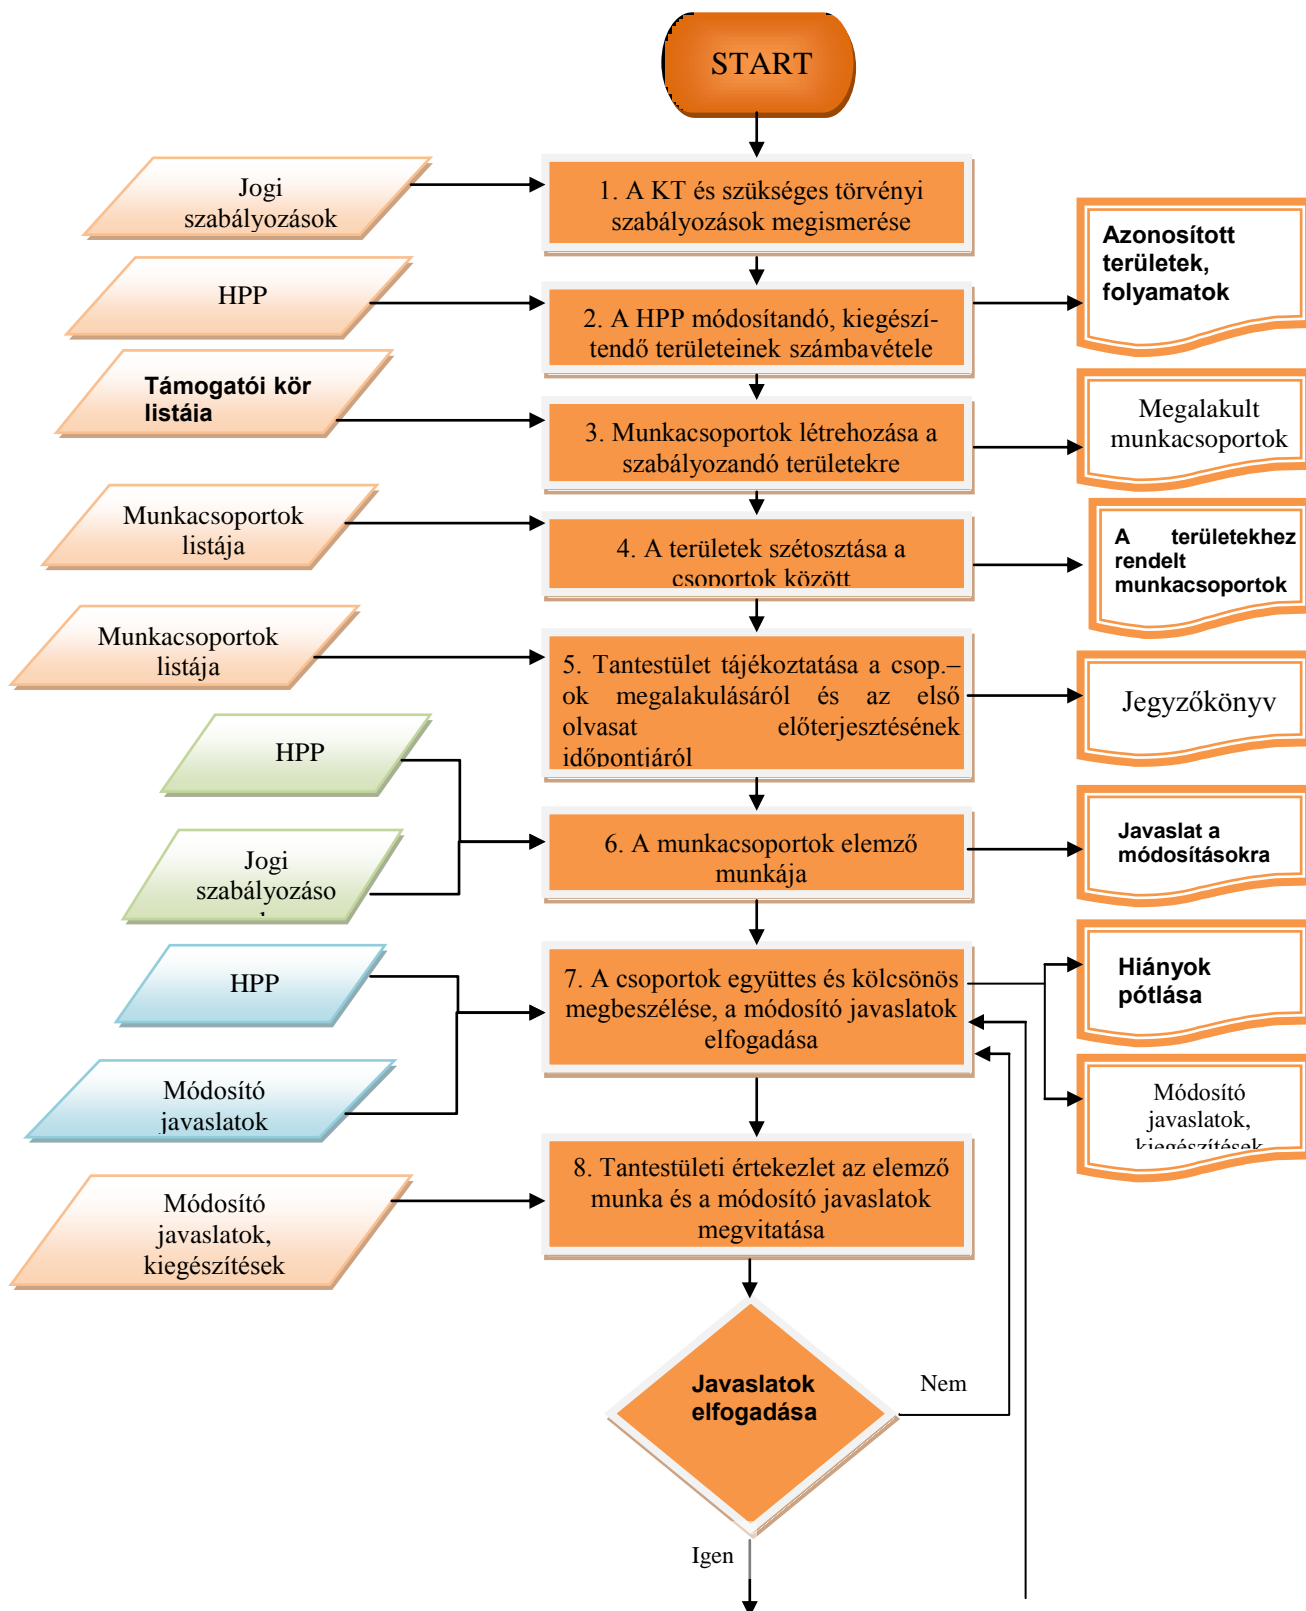 START
Jogi
szabályozások
1. A KT és szükséges törvényi
szabályozások megismerése
Azonosított
területek,
folyamatok
HPP
2. A HPP módosítandó, kiegészí-
tendő területeinek számbavétele
Támogatói kör
listája
3. Munkacsoportok létrehozása a
szabályozandó területekre
Megalakult
munkacsoportok
Munkacsoportok
listája
4. A területek szétosztása a
csoportok között
A területekhez
rendelt
munkacsoportok
Munkacsoportok
listája
5. Tantestület tájékoztatása a csop.–
ok megalakulásáról és az első
olvasat előterjesztésének
időpontjáról
Jegyzőkönyv
HPP
Jogi
szabályozáso
6. A munkacsoportok elemző
munkája
Javaslat a
módosításokra
HPP
Módosító
javaslatok
7. A csoportok együttes és kölcsönös
megbeszélése, a módosító javaslatok
elfogadása
Hiányok
pótlása
Módosító
javaslatok,
kiegészítések
Módosító
javaslatok,
kiegészítések
8. Tantestületi értekezlet az elemző
munka és a módosító javaslatok
megvitatása
Javaslatok
elfogadása
Nem
Igen